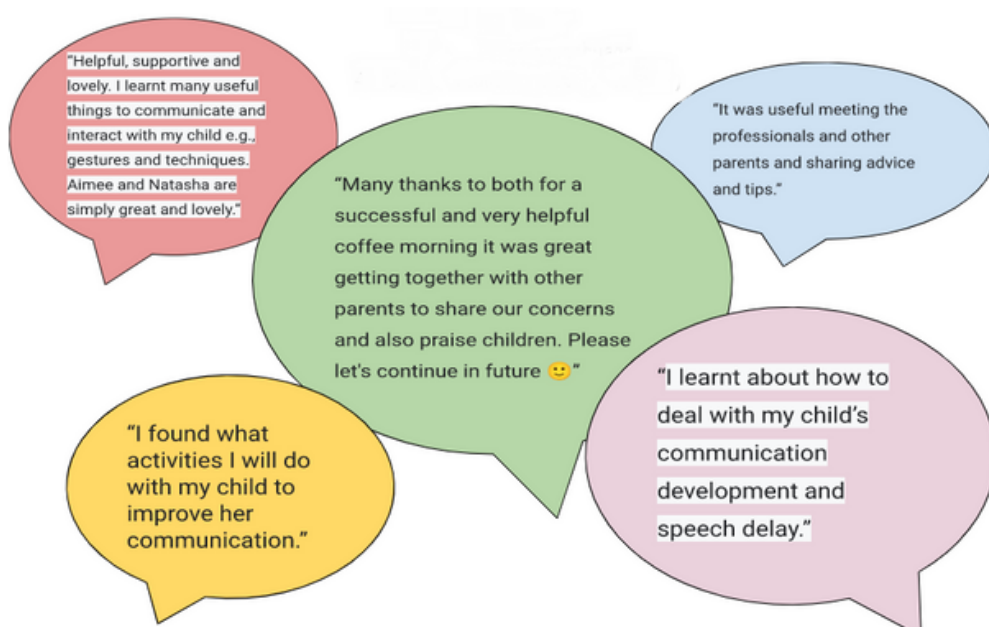 “Helpful, supportive and
lovely. I learnt many useful
things to communicate and
interact with my child e.g.,
gestures and techniques.
Aimee and Natasha are
simply great and lovely.”
“It was useful meeting the
professionals and other
parents and sharing advice
and tips.”
“Many thanks to both for a
successful and very helpful
coffee morning it was great
getting together with other
parents to share our concerns
and also praise children. Please
let's continue in future 🙂”
“I found what
activities I will do
with my child to
improve her
communication.”
“I learnt about how to
deal with my child’s
communication
development and
speech delay.”